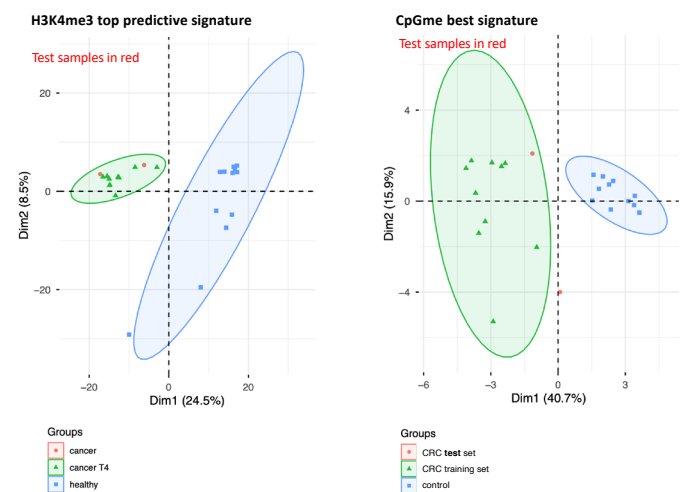 H3K4me3 top predictive signature
Test samples in red
20
0
−20
Dim2 (8.5%)
−20
0
20
Dim1 (24.5%)
Groups
cancer
cancer T4
healthy
CpGme best signature
Test samples in red
4
0
−4
Dim2 (15.9%)
−6
−3
0
3
Dim1 (40.7%)
Groups
CRC test set
CRC training set
control